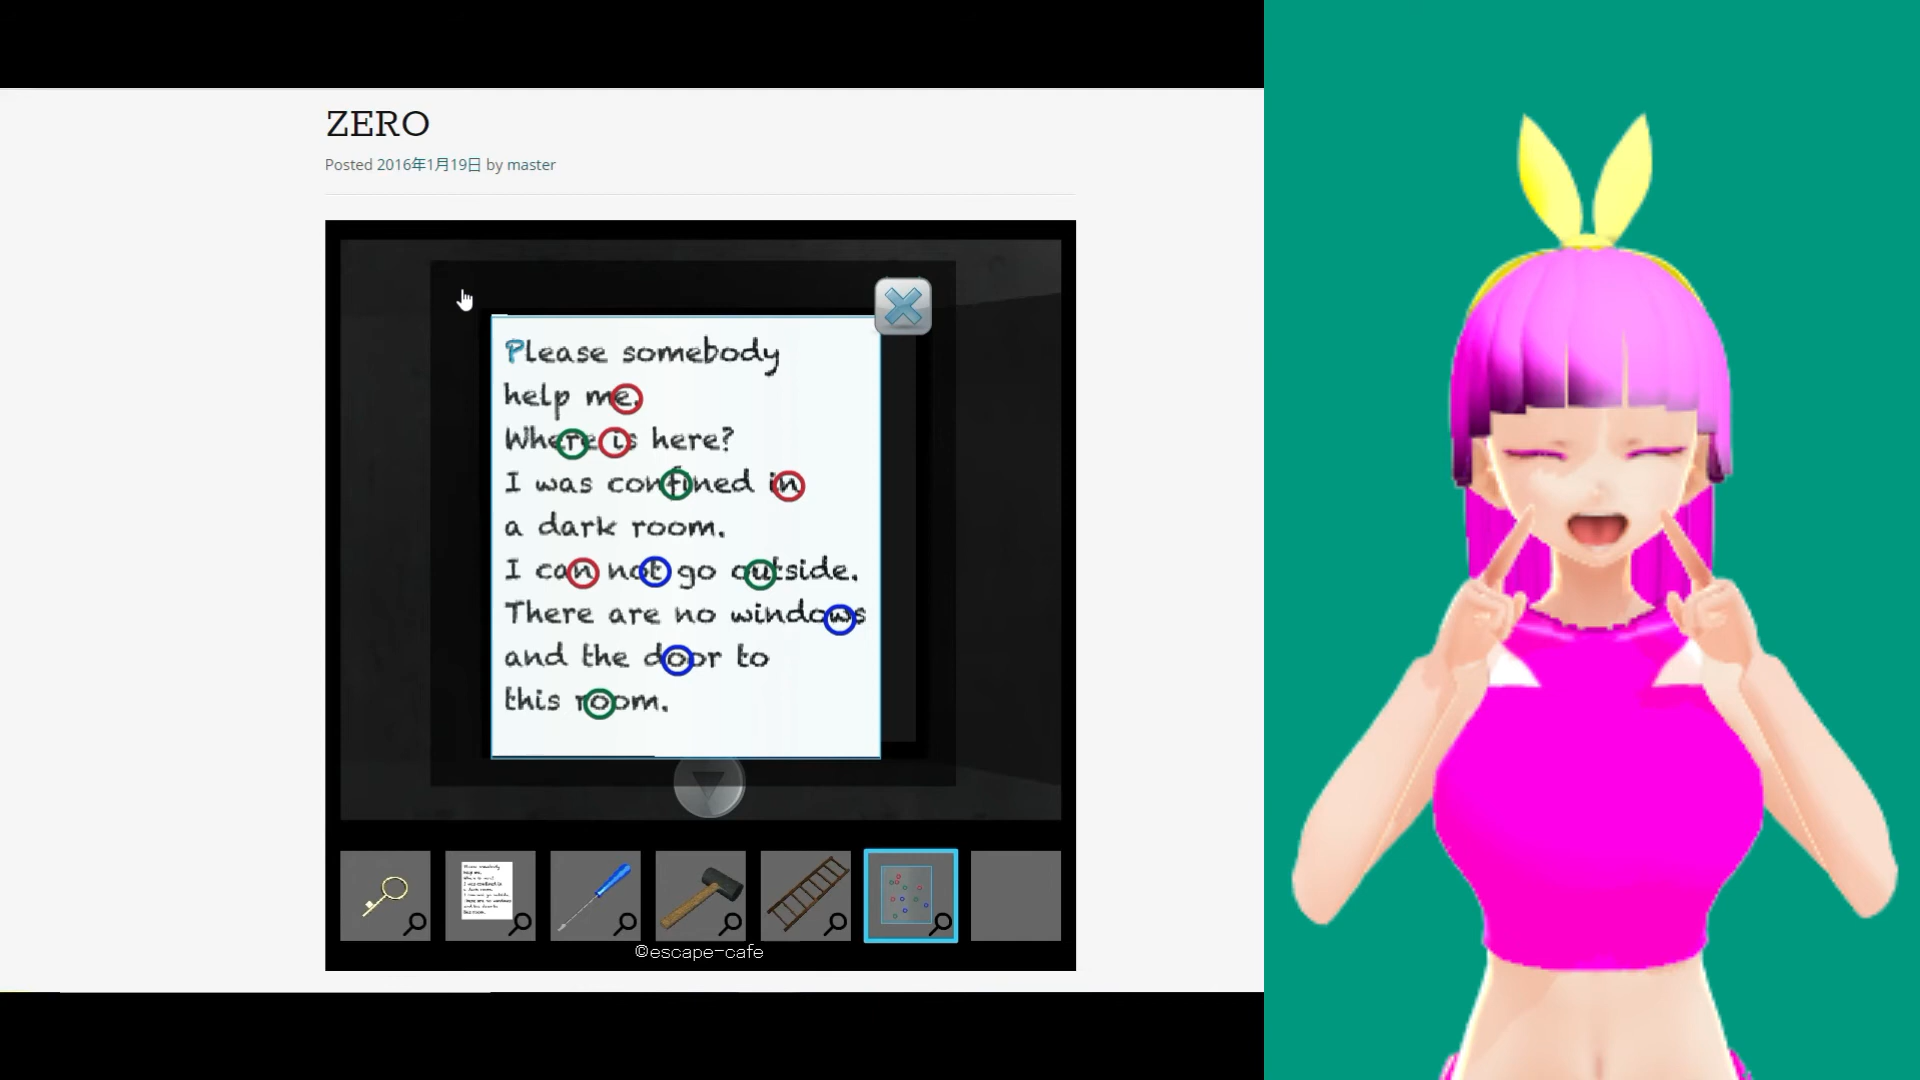 ZERO
Posted 2016年1月19日 by master
Please somebody
help me.
Where is here?
I was confined in
a dark room.
I can not go outside.
There are no windows
and the door to
this room.
©escape-cafe